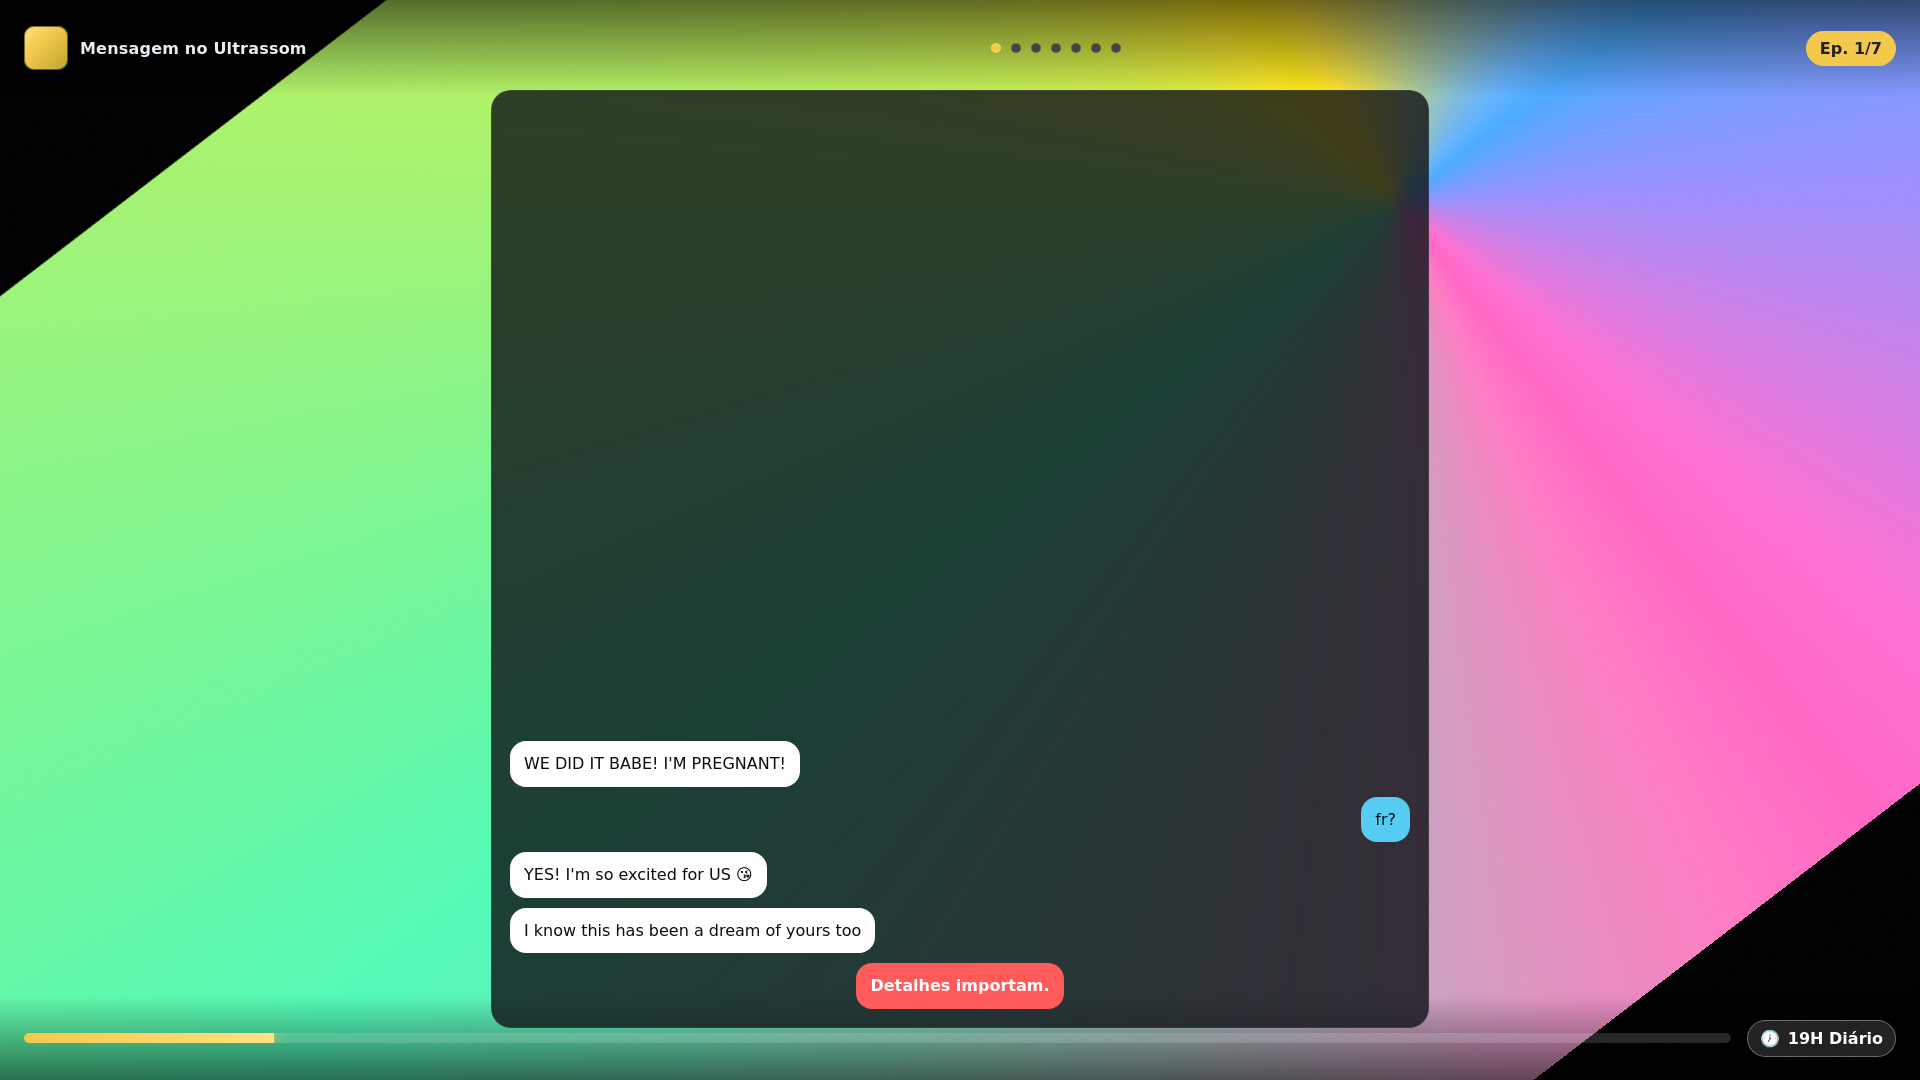 Mensagem no Ultrassom
Ep. 1/7
WE DID IT BABE! I'M PREGNANT!
fr?
YES! I'm so excited for US 😘
I know this has been a dream of yours too
Detalhes importam.
🕖 19H Diário